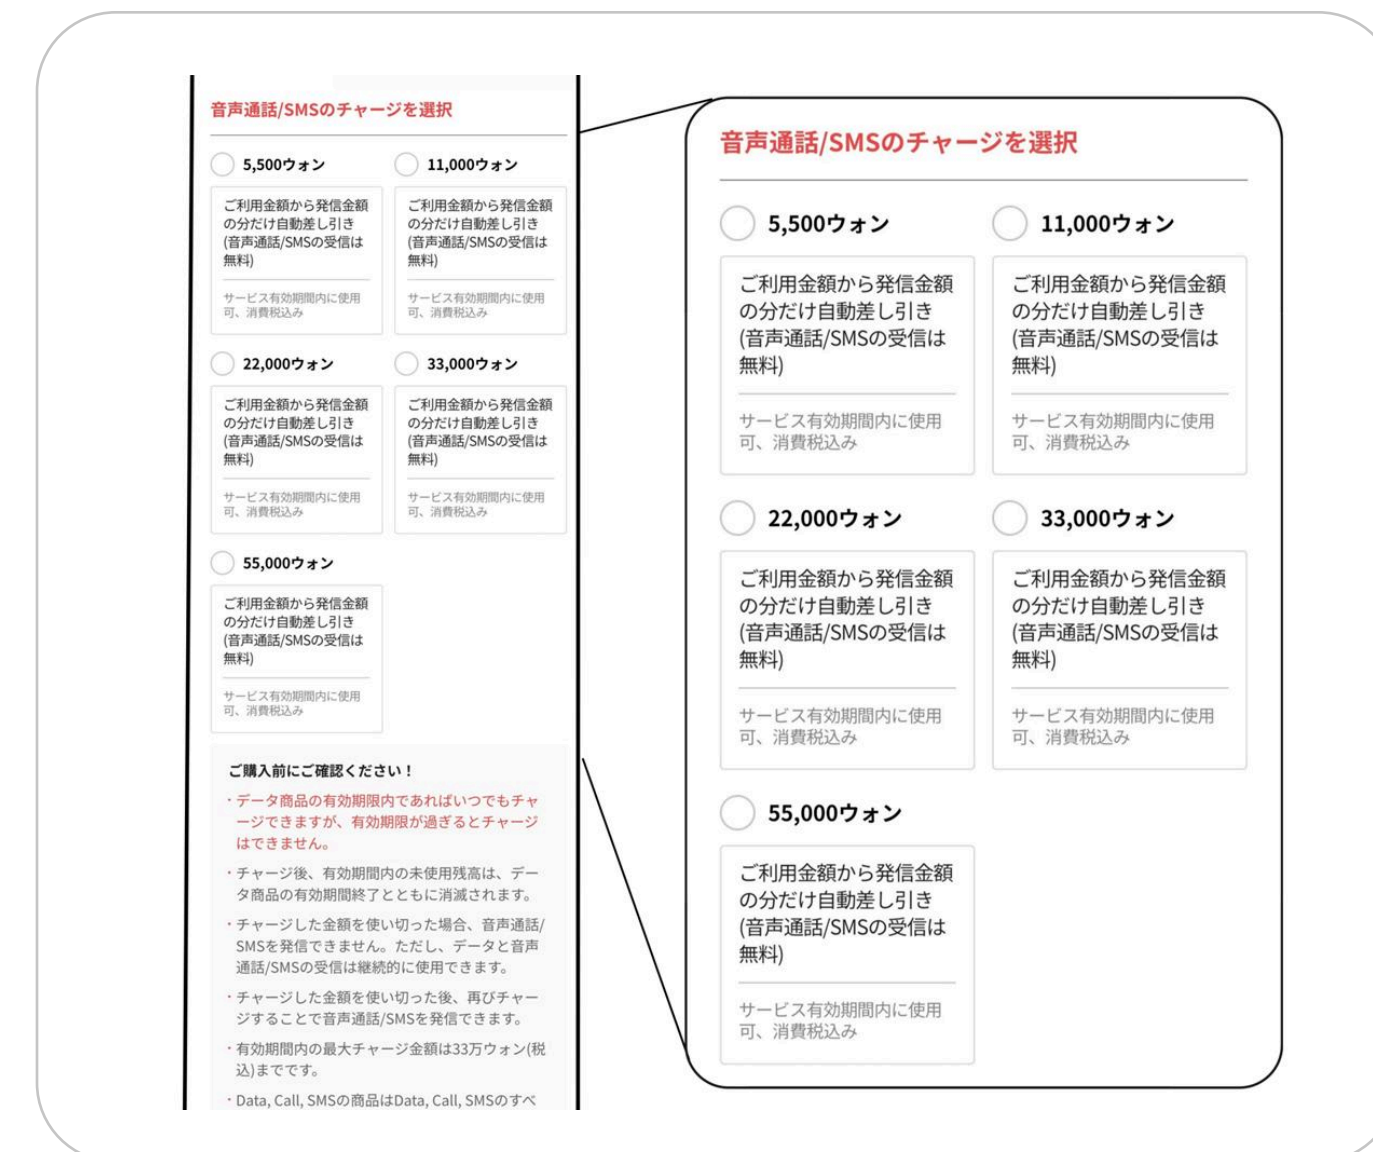 音声通話/SMSのチャージを選択
5,500ウォン
ご利用金額から発信金額
の分だけ自動差し引き
(音声通話/SMSの受信は
無料)
サービス有効期間内に使用
可、消費税込み
11,000ウォン
ご利用金額から発信金額
の分だけ自動差し引き
(音声通話/SMSの受信は
無料)
サービス有効期間内に使用
可、消費税込み
22,000ウォン
ご利用金額から発信金額
の分だけ自動差し引き
(音声通話/SMSの受信は
無料)
サービス有効期間内に使用
可、消費税込み
33,000ウォン
ご利用金額から発信金額
の分だけ自動差し引き
(音声通話/SMSの受信は
無料)
サービス有効期間内に使用
可、消費税込み
55,000ウォン
ご利用金額から発信金額
の分だけ自動差し引き
(音声通話/SMSの受信は
無料)
サービス有効期間内に使用
可、消費税込み
ご購入前にご確認ください！
・データ商品の有効期限内であればいつでもチャ
ージできますが、有効期限が過ぎるとチャージ
はできません。
・チャージ後、有効期間内の未使用残高は、デー
タ商品の有効期間終了とともに消滅されます。
・チャージした金額を使い切った場合、音声通話/
SMSを発信できません。ただし、データと音声
通話/SMSの受信は継続的に使用できます。
・チャージした金額を使い切った後、再びチャー
ジすることで音声通話/SMSを発信できます。
・有効期間内の最大チャージ金額は33万ウォン(税
込)までです。
・Data, Call, SMSの商品はData, Call, SMSのすべ
音声通話/SMSのチャージを選択
5,500ウォン
ご利用金額から発信金額
の分だけ自動差し引き
(音声通話/SMSの受信は
無料)
サービス有効期間内に使用
可、消費税込み
11,000ウォン
ご利用金額から発信金額
の分だけ自動差し引き
(音声通話/SMSの受信は
無料)
サービス有効期間内に使用
可、消費税込み
22,000ウォン
ご利用金額から発信金額
の分だけ自動差し引き
(音声通話/SMSの受信は
無料)
サービス有効期間内に使用
可、消費税込み
33,000ウォン
ご利用金額から発信金額
の分だけ自動差し引き
(音声通話/SMSの受信は
無料)
サービス有効期間内に使用
可、消費税込み
55,000ウォン
ご利用金額から発信金額
の分だけ自動差し引き
(音声通話/SMSの受信は
無料)
サービス有効期間内に使用
可、消費税込み